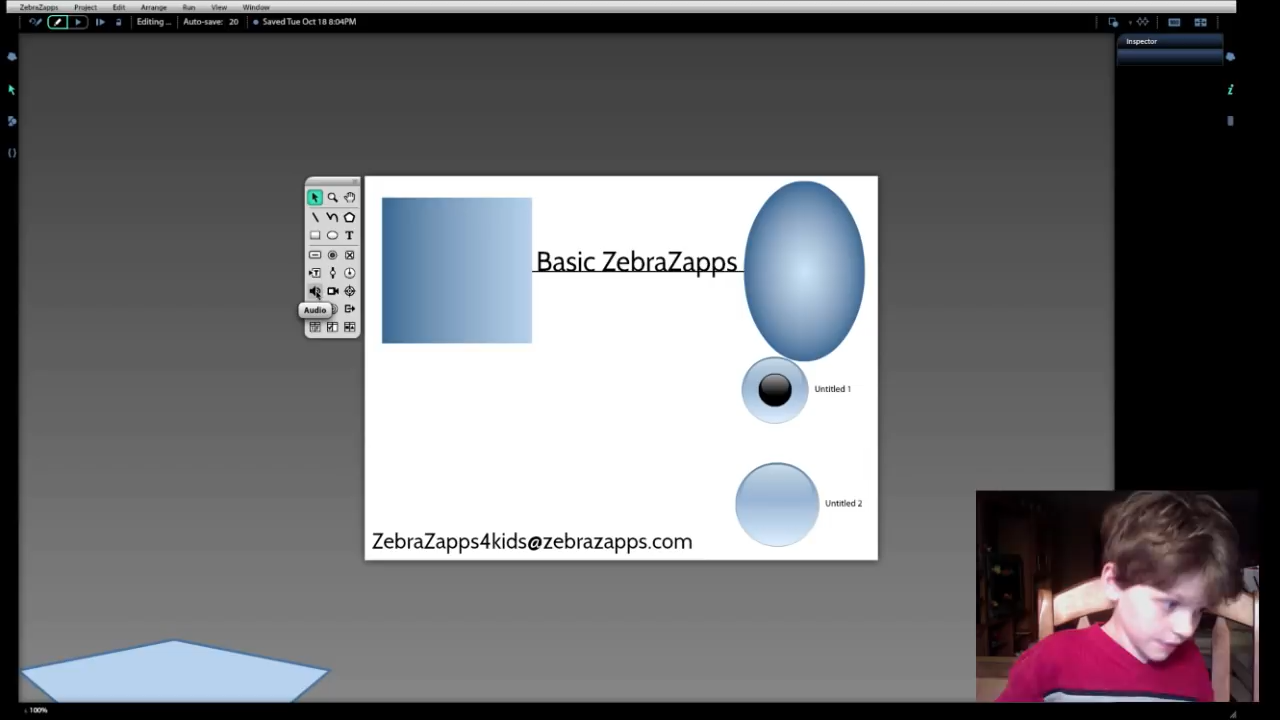 ZebraZapps Project Edit Arrange Run View Window
Editing ... Auto-save: 20 Saved Tue Oct 18 8:04PM
Inspector
T
Basic ZebraZapps
T
Audio
Untitled 1
Untitled 2
ZebraZapps4kids@zebrazapps.com
100%